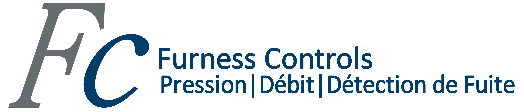 Fc
Furness Controls
Pression|Débit|Détection de Fuite